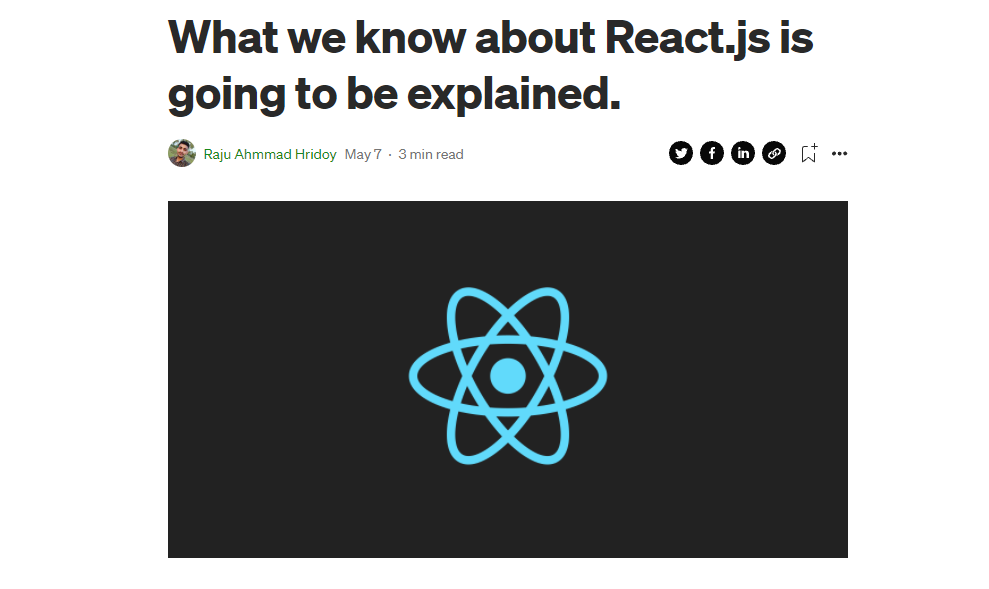 What we know about React.js is
going to be explained.
Raju Ahmmad Hridoy May 7 · 3 min read